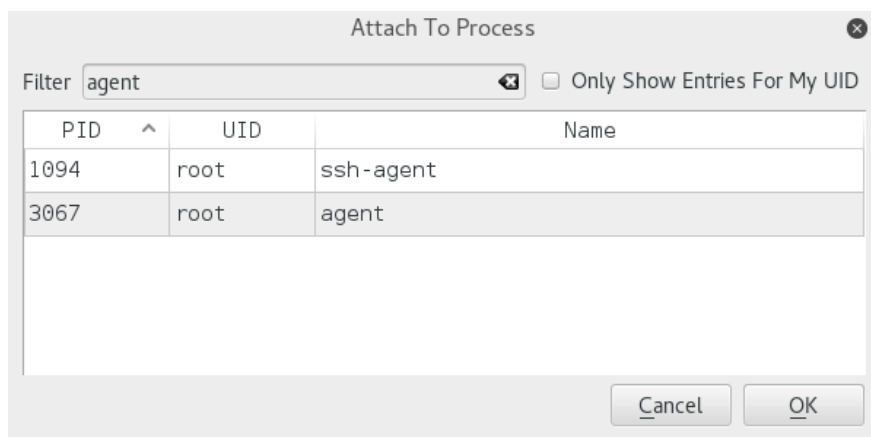 Attach To Process
Filter agent Only Show Entries For My UID
PID UID Name
1094 root ssh-agent
3067 root agent
Cancel OK